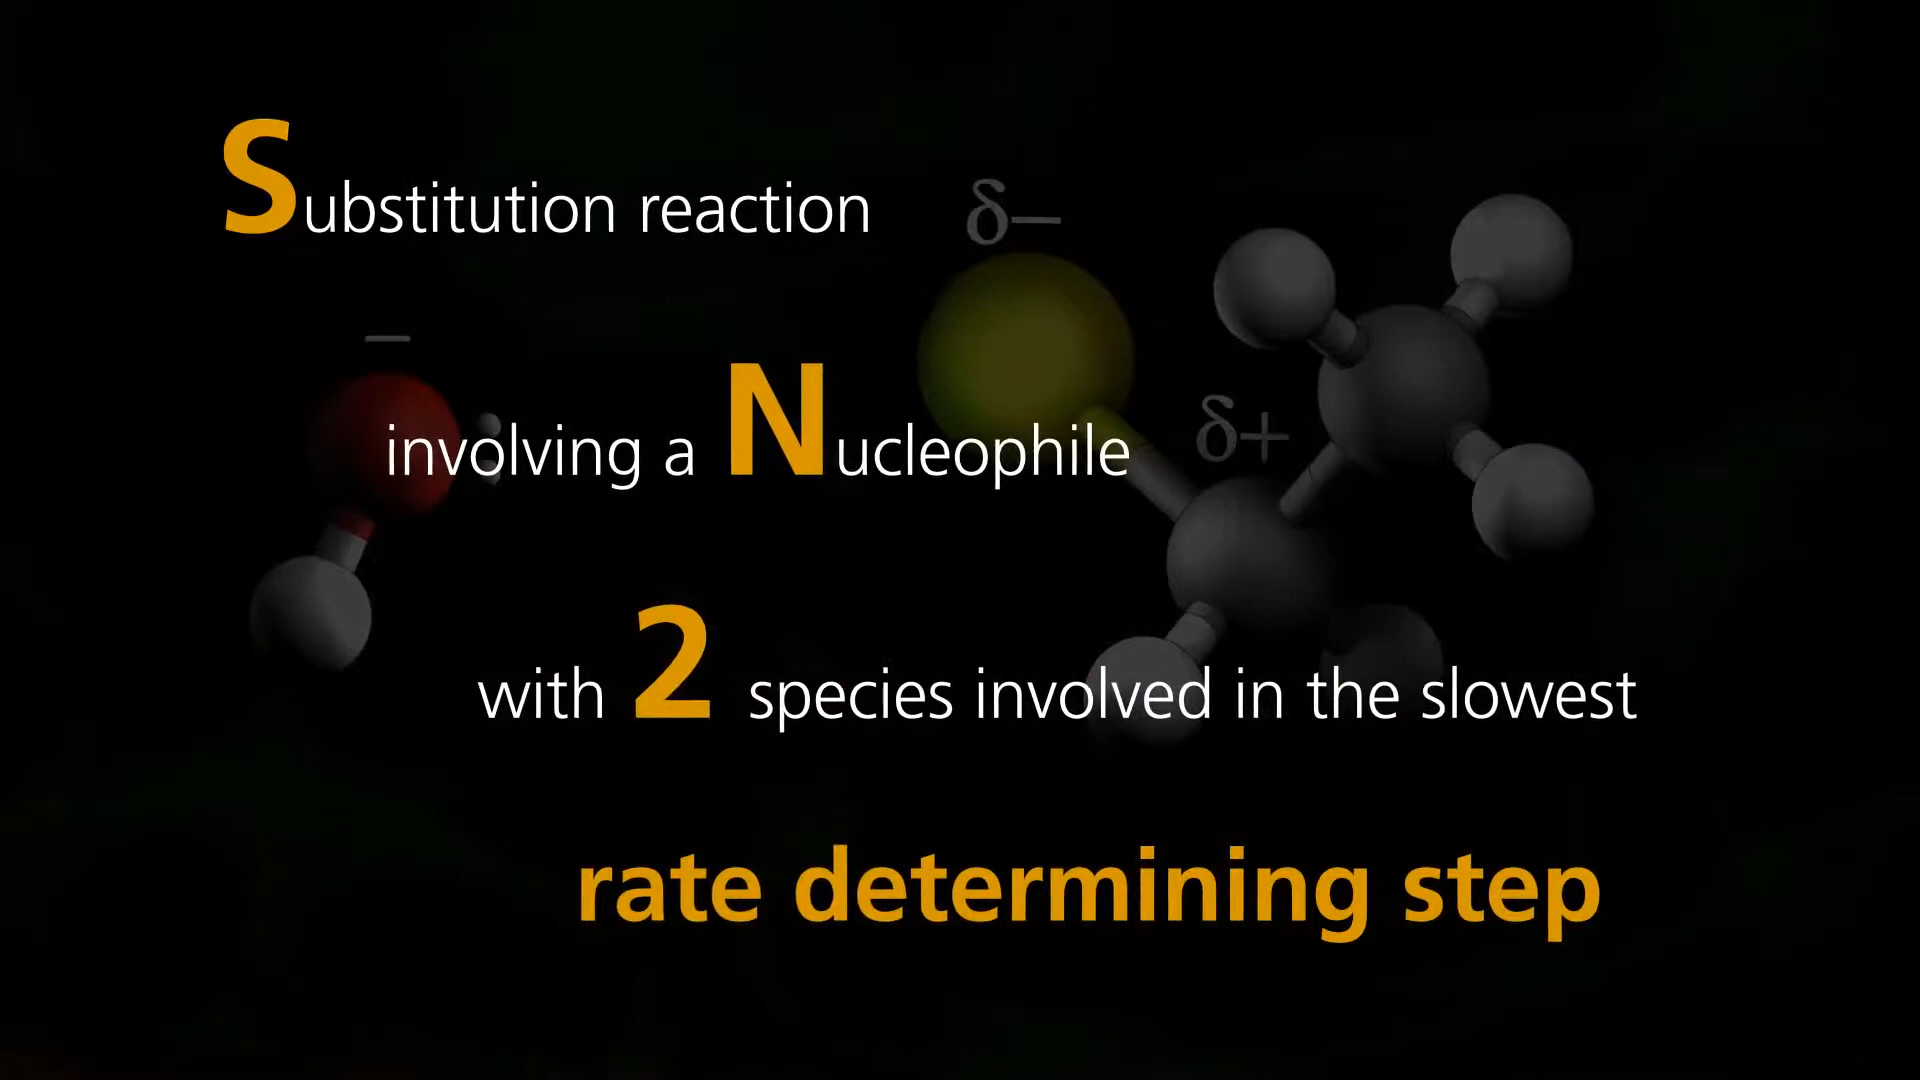 Substitution reaction
δ−
−
involving a Nucleophile
δ+
with 2 species involved in the slowest
rate determining step